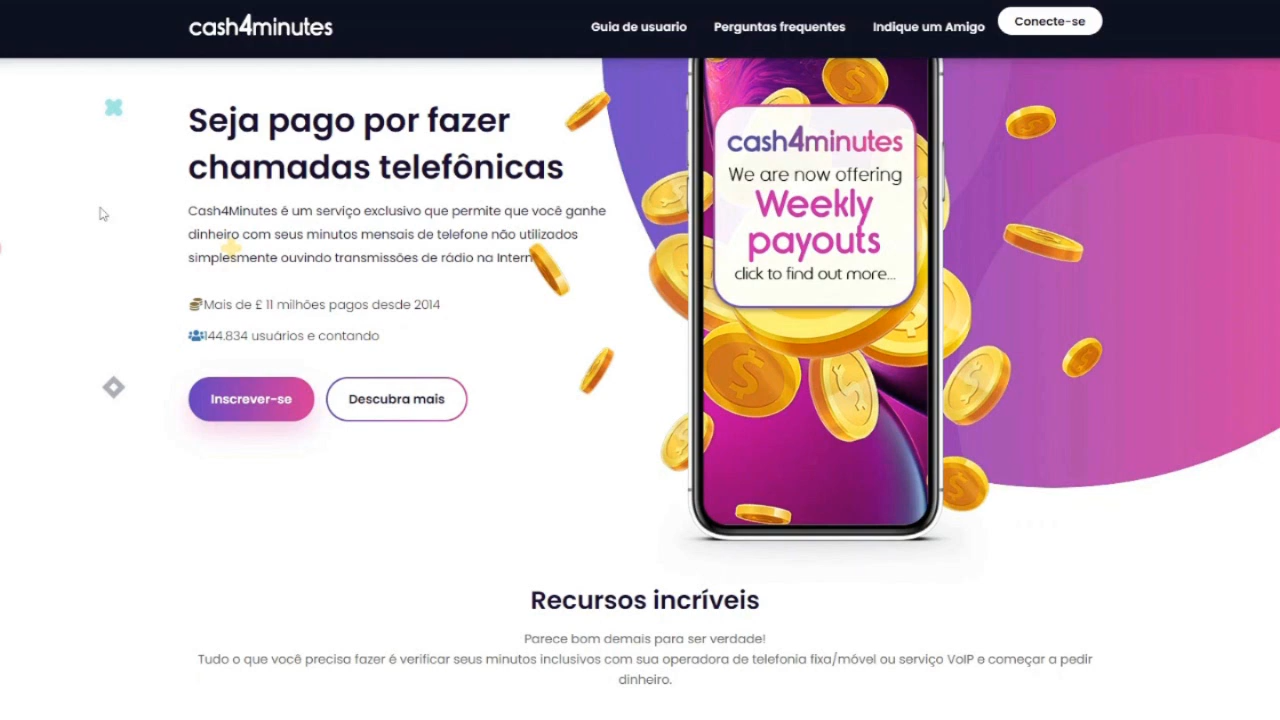 cash4minutes
Guia de usuario
Perguntas frequentes
Indique um Amigo
Conecte-se
Seja pago por fazer
chamadas telefônicas
Cash4Minutes é um serviço exclusivo que permite que você ganhe
dinheiro com seus minutos mensais de telefone não utilizados
simplesmente ouvindo transmissões de rádio na Intern
Mais de £ 11 milhões pagos desde 2014
144.834 usuários e contando
Inscrever-se
Descubra mais
cash4minutes
We are now offering
Weekly
payouts
click to find out more...
Recursos incríveis
Parece bom demais para ser verdade!
Tudo o que você precisa fazer é verificar seus minutos inclusivos com sua operadora de telefonia fixa/móvel ou serviço VoIP e começar a pedir
dinheiro.